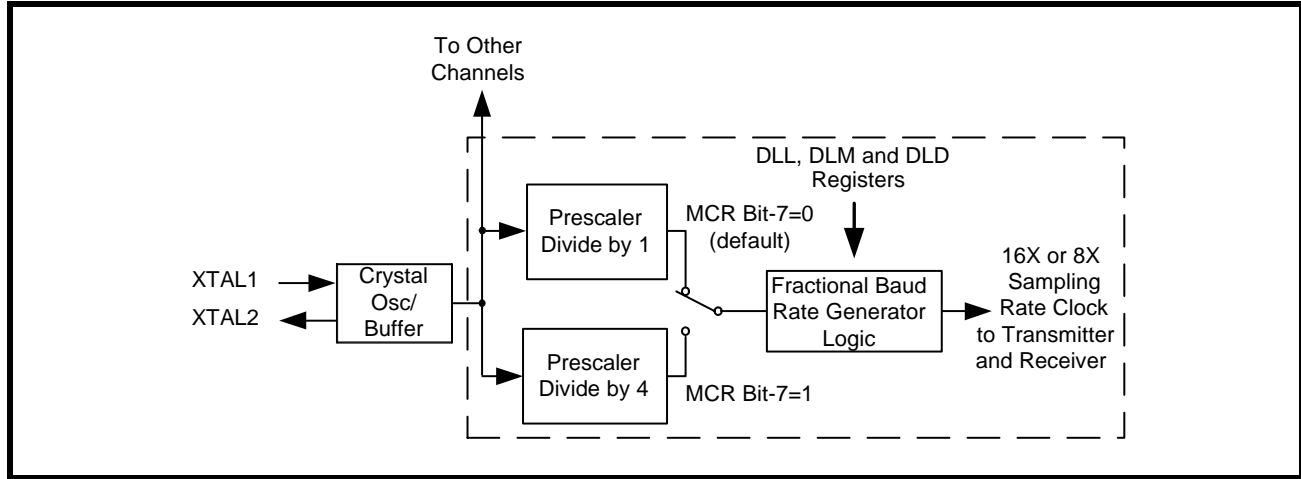 To Other
Channels
DLL, DLM and DLD
Registers
Prescaler
Divide by 1
MCR Bit-7=0
(default)
XTAL1
XTAL2
Crystal
Osc/
Buffer
Fractional Baud
Rate Generator
Logic
16X or 8X
Sampling
Rate Clock
to Transmitter
and Receiver
Prescaler
Divide by 4
MCR Bit-7=1